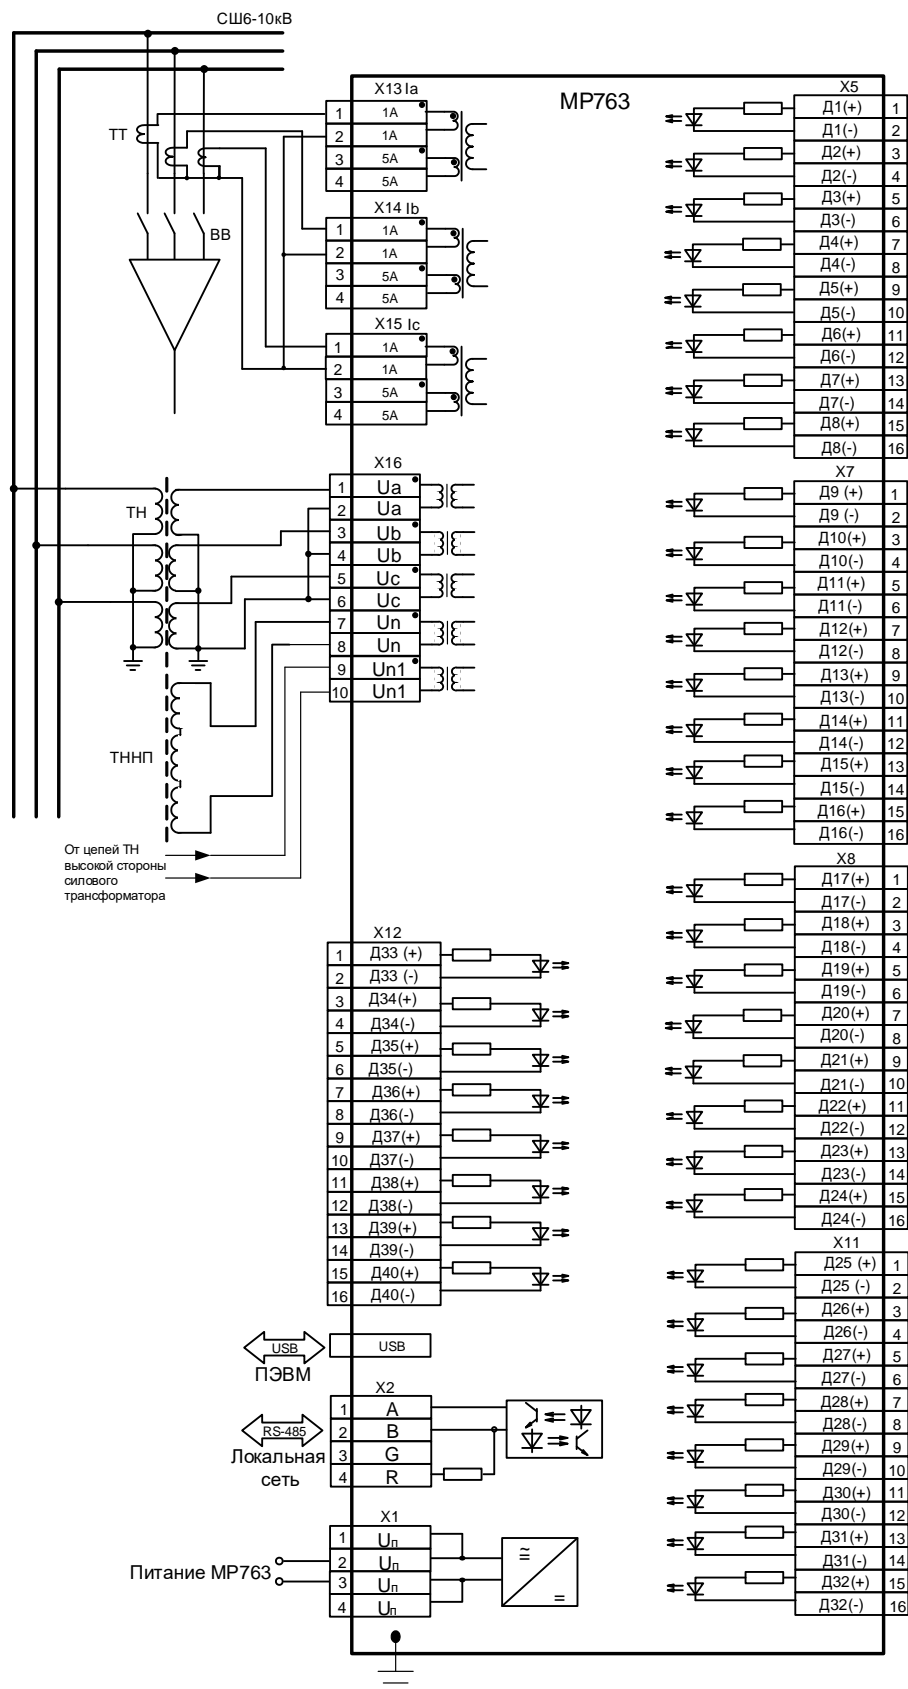 СШ6-10кВ
МР763
ТТ
ВВ
X13 Ia
1 1А
2 1А
3 5А
4 5А
X14 Ib
1 1А
2 1А
3 5А
4 5А
X15 Ic
1 1А
2 1А
3 5А
4 5А
X16
1 Ua
2 Ua
3 Ub
4 Ub
5 Uc
6 Uc
7 Un
8 Un
9 Un1
10 Un1
ТН
ТННП
От цепей ТН
высокой стороны
силового
трансформатора
X12
1 Д33 (+)
2 Д33 (-)
3 Д34(+)
4 Д34(-)
5 Д35(+)
6 Д35(-)
7 Д36(+)
8 Д36(-)
9 Д37(+)
10 Д37(-)
11 Д38(+)
12 Д38(-)
13 Д39(+)
14 Д39(-)
15 Д40(+)
16 Д40(-)
USB
USB
ПЭВМ
X2
1 A
2 B
3 G
4 R
RS-485
Локальная
сеть
X1
1 Uп
2 Uп
3 Uп
4 Uп
Питание МР763
≅
=
X5
Д1(+) 1
Д1(-) 2
Д2(+) 3
Д2(-) 4
Д3(+) 5
Д3(-) 6
Д4(+) 7
Д4(-) 8
Д5(+) 9
Д5(-) 10
Д6(+) 11
Д6(-) 12
Д7(+) 13
Д7(-) 14
Д8(+) 15
Д8(-) 16
X7
Д9 (+) 1
Д9 (-) 2
Д10(+) 3
Д10(-) 4
Д11(+) 5
Д11(-) 6
Д12(+) 7
Д12(-) 8
Д13(+) 9
Д13(-) 10
Д14(+) 11
Д14(-) 12
Д15(+) 13
Д15(-) 14
Д16(+) 15
Д16(-) 16
X8
Д17(+) 1
Д17(-) 2
Д18(+) 3
Д18(-) 4
Д19(+) 5
Д19(-) 6
Д20(+) 7
Д20(-) 8
Д21(+) 9
Д21(-) 10
Д22(+) 11
Д22(-) 12
Д23(+) 13
Д23(-) 14
Д24(+) 15
Д24(-) 16
X11
Д25 (+) 1
Д25 (-) 2
Д26(+) 3
Д26(-) 4
Д27(+) 5
Д27(-) 6
Д28(+) 7
Д28(-) 8
Д29(+) 9
Д29(-) 10
Д30(+) 11
Д30(-) 12
Д31(+) 13
Д31(-) 14
Д32(+) 15
Д32(-) 16